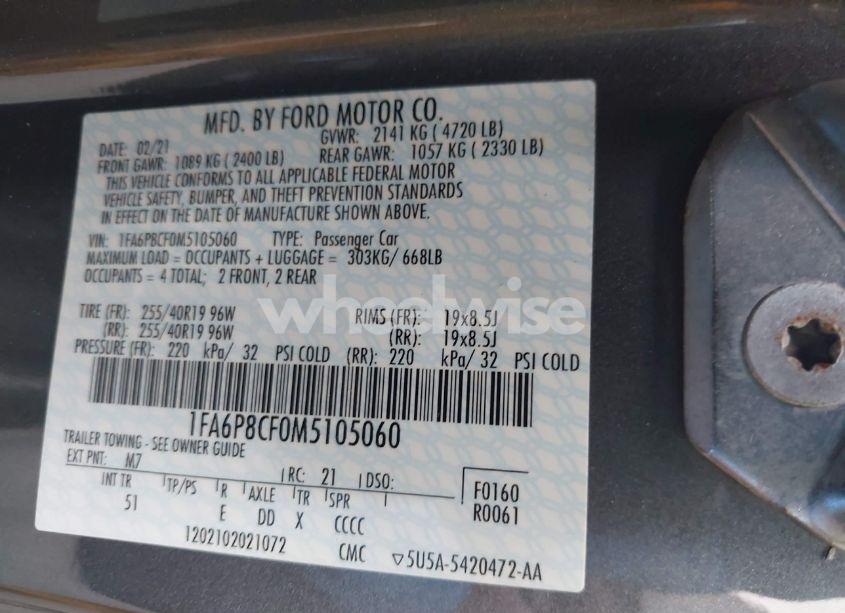 MFD. BY FORD MOTOR CO.
DATE: 02/21 GVWR: 2141 KG ( 4720 LB)
FRONT GAWR: 1089 KG ( 2400 LB) REAR GAWR: 1057 KG ( 2330 LB)
THIS VEHICLE CONFORMS TO ALL APPLICABLE FEDERAL MOTOR
VEHICLE SAFETY, BUMPER, AND THEFT PREVENTION STANDARDS
IN EFFECT ON THE DATE OF MANUFACTURE SHOWN ABOVE.
VIN: 1FA6P8CF0M5105060 TYPE: Passenger Car
MAXIMUM LOAD = OCCUPANTS + LUGGAGE = 303KG/ 668LB
OCCUPANTS = 4 TOTAL; 2 FRONT, 2 REAR
wheelwise
TIRE (FR): 255/40R19 96W RIMS (FR): 19x8.5J
(RR): 255/40R19 96W (RR): 19x8.5J
PRESSURE (FR): 220 kPa/ 32 PSI COLD (RR): 220 kPa/ 32 PSI COLD
1FA6P8CF0M5105060
TRAILER TOWING - SEE OWNER GUIDE
EXT PNT: M7 RC: 21 DSO:
INT TR TP/PS R AXLE TR SPR F0160
51 E DD X CCCC R0061
1202102021072 CMC ▽5U5A-5420472-AA